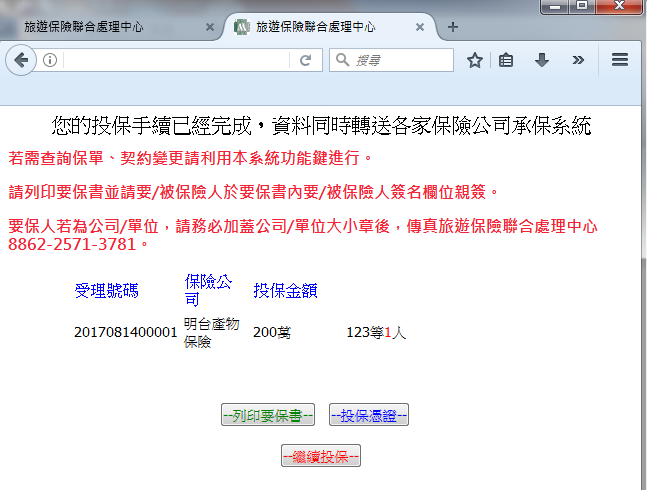 旅遊保險聯合處理中心
旅遊保險聯合處理中心
搜尋
您的投保手續已經完成，資料同時轉送各家保險公司承保系統
若需查詢保單、契約變更請利用本系統功能鍵進行。
請列印要保書並請要/被保險人於要保書內要/被保險人簽名欄位親簽。
要保人若為公司/單位，請務必加蓋公司/單位大小章後，傳真旅遊保險聯合處理中心
8862-2571-3781。
受理號碼 保險公司 投保金額
2017081400001 明台產物保險 200萬 123等1人
--列印要保書-- --投保憑證--
--繼續投保--